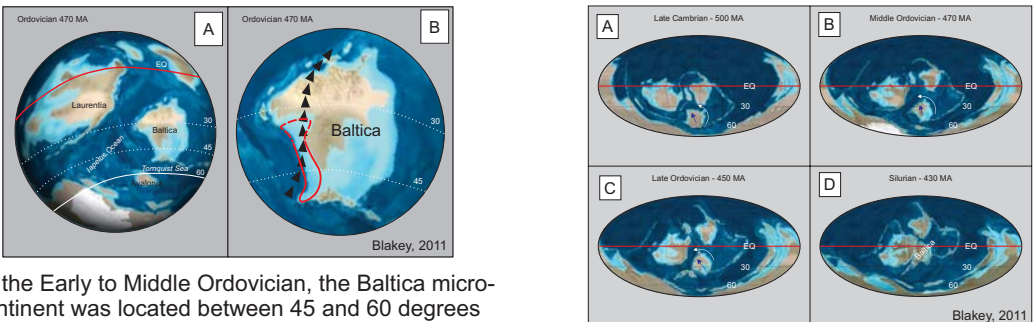 Ordovician 470 MA
A
EQ
Laurentia
Baltica
30
45
60
Iapetus Ocean
Tornquist Sea
Ordovician 470 MA
B
Baltica
30
45
Blakey, 2011
the Early to Middle Ordovician, the Baltica micro-
ntinent was located between 45 and 60 degrees
A
Late Cambrian - 500 MA
EQ
30
60
B
Middle Ordovician - 470 MA
EQ
30
60
C
Late Ordovician - 450 MA
EQ
30
60
D
Silurian - 430 MA
EQ
Baltica
30
60
Blakey, 2011